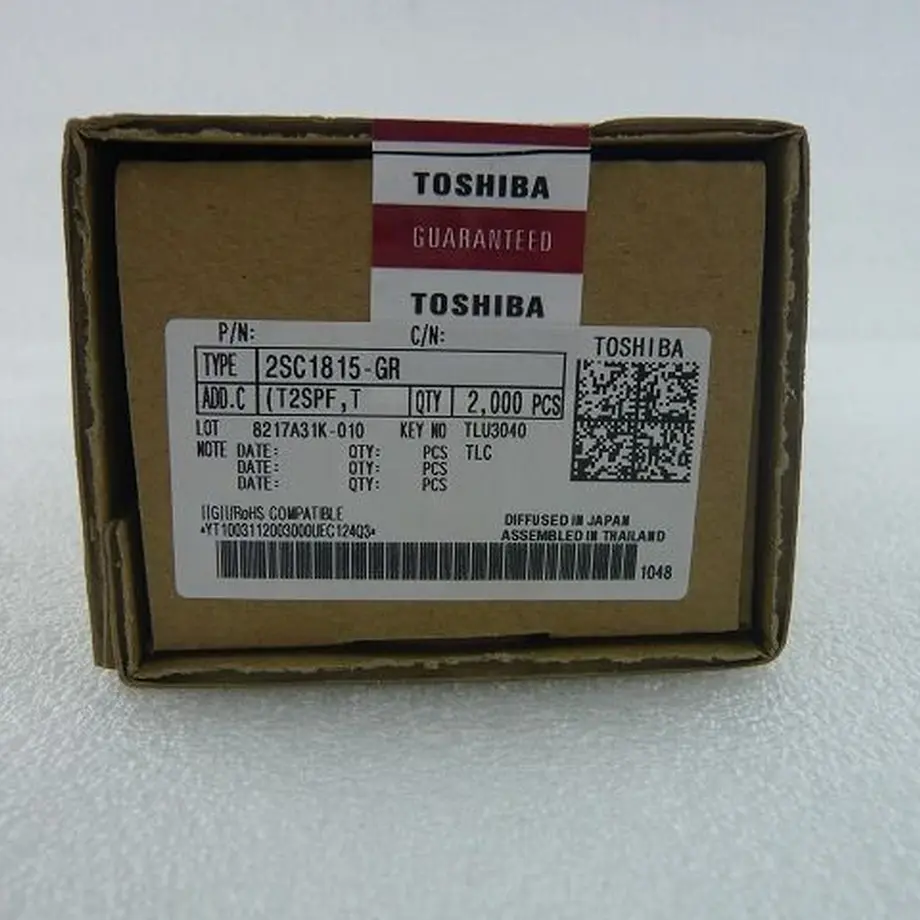 TOSHIBA
GUARANTEED
TOSHIBA
P/N: C/N:
TOSHIBA
TYPE 2SC1815-GR
ADD.C (T2SPF,T QTY 2,000 PCS
LOT 8217A31K-010 KEY NO TLU3040
NOTE DATE: QTY: PCS TLC
DATE: QTY: PCS
DATE: QTY: PCS
[[G]]/RoHS COMPATIBLE
*YT1003112003000UEC124Q3*
DIFFUSED IN JAPAN
ASSEMBLED IN THAILAND
1048